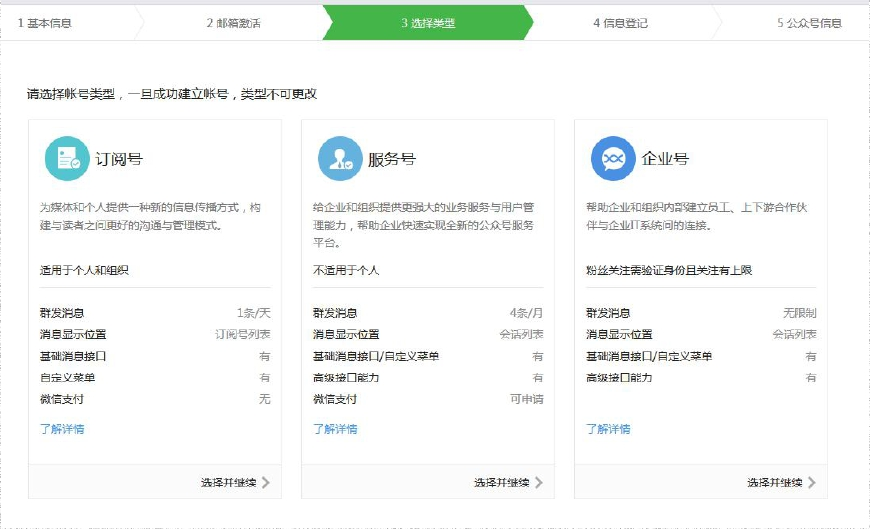 1 基本信息
2 邮箱激活
3 选择类型
4 信息登记
5 公众号信息
请选择帐号类型，一旦成功建立帐号，类型不可更改
订阅号
为媒体和个人提供一种新的信息传播方式，构
建与读者之间更好的沟通与管理模式。
适用于个人和组织
群发消息 1条/天
消息显示位置 订阅号列表
基础消息接口 有
自定义菜单 有
微信支付 无
了解详情
选择并继续
服务号
给企业和组织提供更强大的业务服务与用户管
理能力，帮助企业快速实现全新的公众号服务
平台。
不适用于个人
群发消息 4条/月
消息显示位置 会话列表
基础消息接口/自定义菜单 有
高级接口能力 有
微信支付 可申请
了解详情
选择并继续
企业号
帮助企业和组织内部建立员工、上下游合作伙
伴与企业IT系统间的连接。
粉丝关注需验证身份且关注有上限
群发消息 无限制
消息显示位置 会话列表
基础消息接口/自定义菜单 有
高级接口能力 有
了解详情
选择并继续